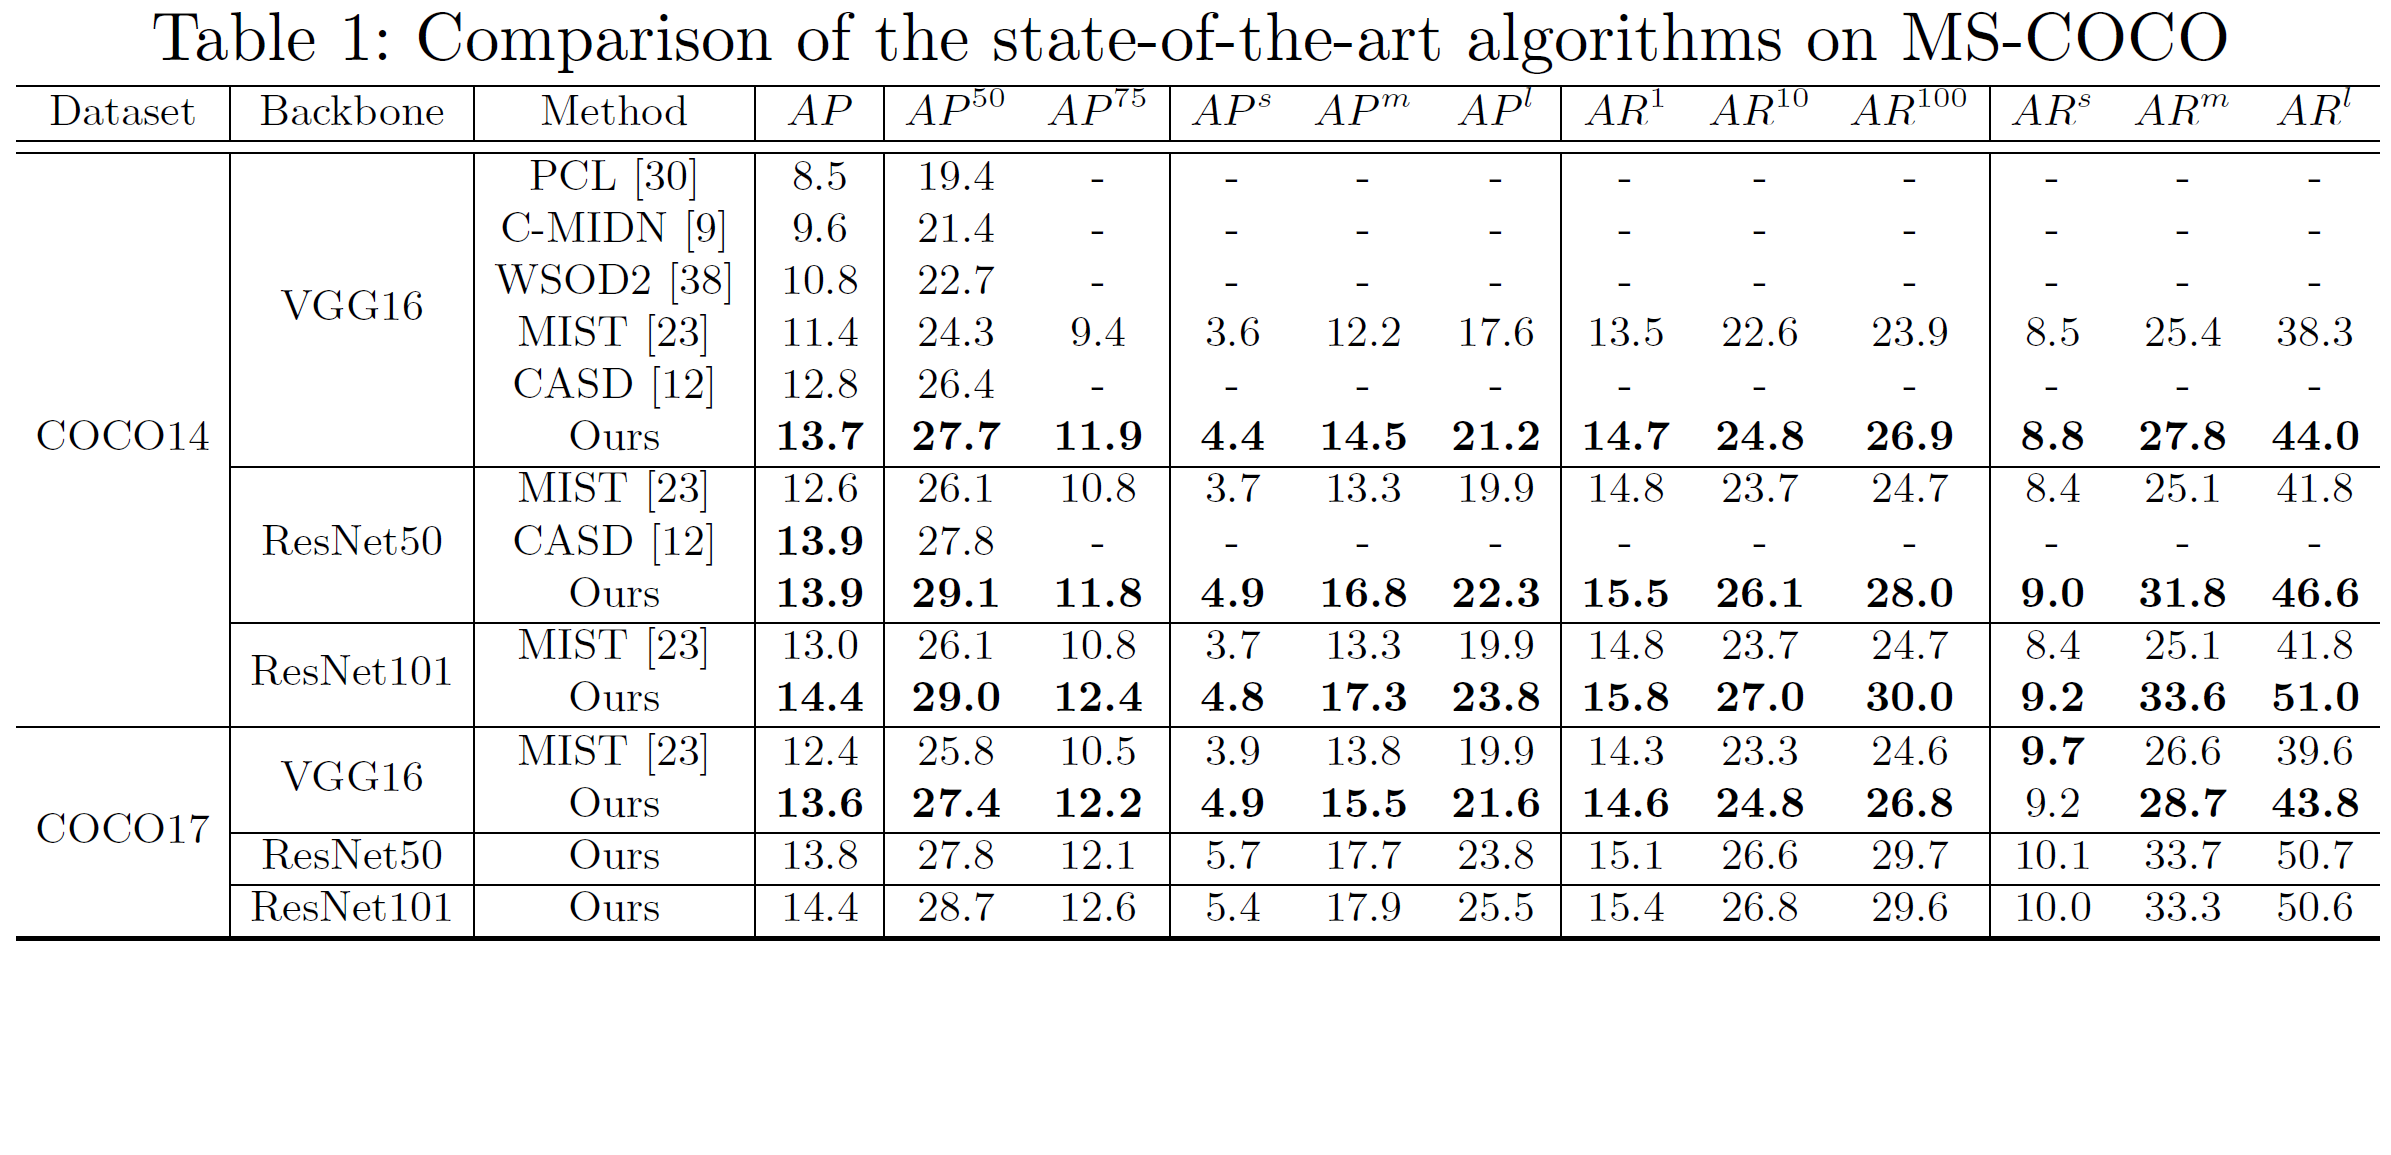 Table 1: Comparison of the state-of-the-art algorithms on MS-COCO
Dataset Backbone Method AP AP^50 AP^75 AP^s AP^m AP^l AR^1 AR^10 AR^100 AR^s AR^m AR^l
PCL [30] 8.5 19.4 - - - - - - - - - -
C-MIDN [9] 9.6 21.4 - - - - - - - - - -
WSOD2 [38] 10.8 22.7 - - - - - - - - - -
VGG16
MIST [23] 11.4 24.3 9.4 3.6 12.2 17.6 13.5 22.6 23.9 8.5 25.4 38.3
CASD [12] 12.8 26.4 - - - - - - - - - -
COCO14 Ours 13.7 27.7 11.9 4.4 14.5 21.2 14.7 24.8 26.9 8.8 27.8 44.0
MIST [23] 12.6 26.1 10.8 3.7 13.3 19.9 14.8 23.7 24.7 8.4 25.1 41.8
ResNet50 CASD [12] 13.9 27.8 - - - - - - - - - -
Ours 13.9 29.1 11.8 4.9 16.8 22.3 15.5 26.1 28.0 9.0 31.8 46.6
MIST [23] 13.0 26.1 10.8 3.7 13.3 19.9 14.8 23.7 24.7 8.4 25.1 41.8
ResNet101
Ours 14.4 29.0 12.4 4.8 17.3 23.8 15.8 27.0 30.0 9.2 33.6 51.0
MIST [23] 12.4 25.8 10.5 3.9 13.8 19.9 14.3 23.3 24.6 9.7 26.6 39.6
VGG16
Ours 13.6 27.4 12.2 4.9 15.5 21.6 14.6 24.8 26.8 9.2 28.7 43.8
COCO17
ResNet50 Ours 13.8 27.8 12.1 5.7 17.7 23.8 15.1 26.6 29.7 10.1 33.7 50.7
ResNet101 Ours 14.4 28.7 12.6 5.4 17.9 25.5 15.4 26.8 29.6 10.0 33.3 50.6